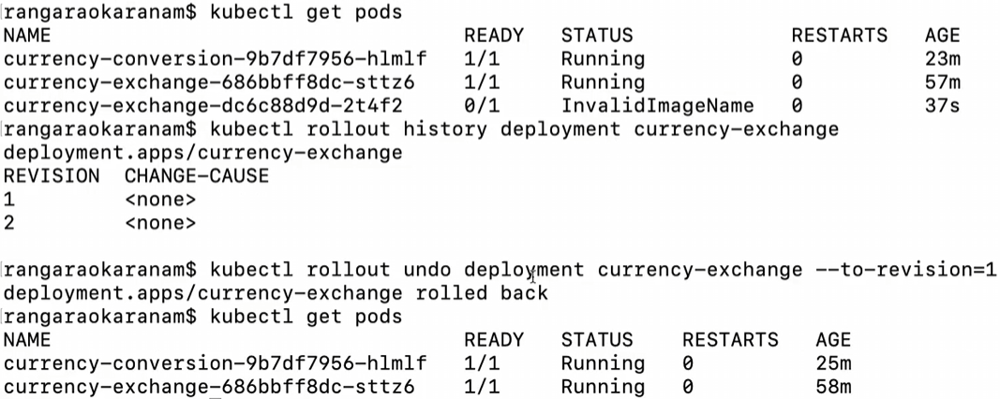 rangaraokaranam$ kubectl get pods
NAME READY STATUS RESTARTS AGE
currency-conversion-9b7df7956-hlmlf 1/1 Running 0 23m
currency-exchange-686bbff8dc-sttz6 1/1 Running 0 57m
currency-exchange-dc6c88d9d-2t4f2 0/1 InvalidImageName 0 37s
rangaraokaranam$ kubectl rollout history deployment currency-exchange
deployment.apps/currency-exchange
REVISION CHANGE-CAUSE
1 <none>
2 <none>
rangaraokaranam$ kubectl rollout undo deployment currency-exchange --to-revision=1
deployment.apps/currency-exchange rolled back
rangaraokaranam$ kubectl get pods
NAME READY STATUS RESTARTS AGE
currency-conversion-9b7df7956-hlmlf 1/1 Running 0 25m
currency-exchange-686bbff8dc-sttz6 1/1 Running 0 58m